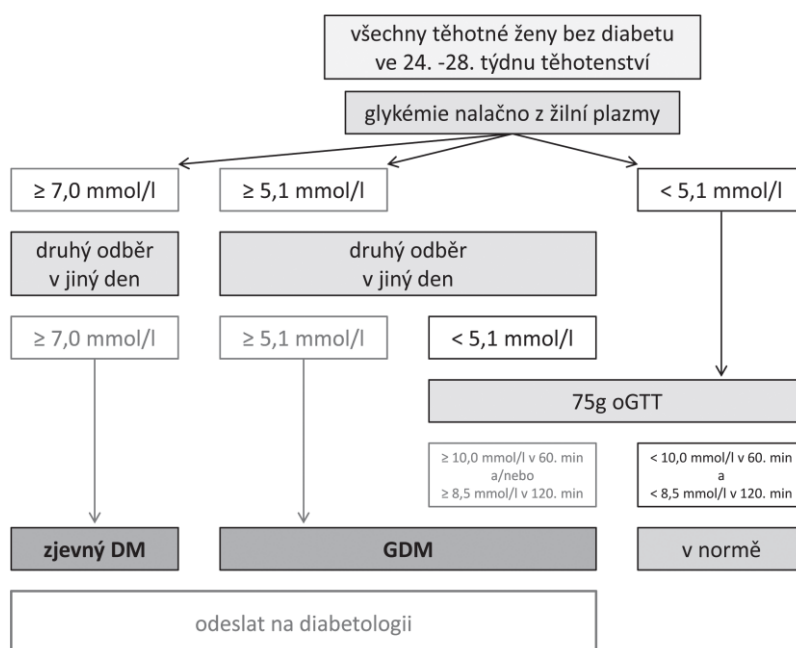 všechny těhotné ženy bez diabetu
ve 24. -28. týdnu těhotenství
glykémie nalačno z žilní plazmy
≥ 7,0 mmol/l
≥ 5,1 mmol/l
< 5,1 mmol/l
druhý odběr
v jiný den
druhý odběr
v jiný den
≥ 7,0 mmol/l
≥ 5,1 mmol/l
< 5,1 mmol/l
75g oGTT
≥ 10,0 mmol/l v 60. min
a/nebo
≥ 8,5 mmol/l v 120. min
< 10,0 mmol/l v 60. min
a
< 8,5 mmol/l v 120. min
zjevný DM
GDM
v normě
odeslat na diabetologii